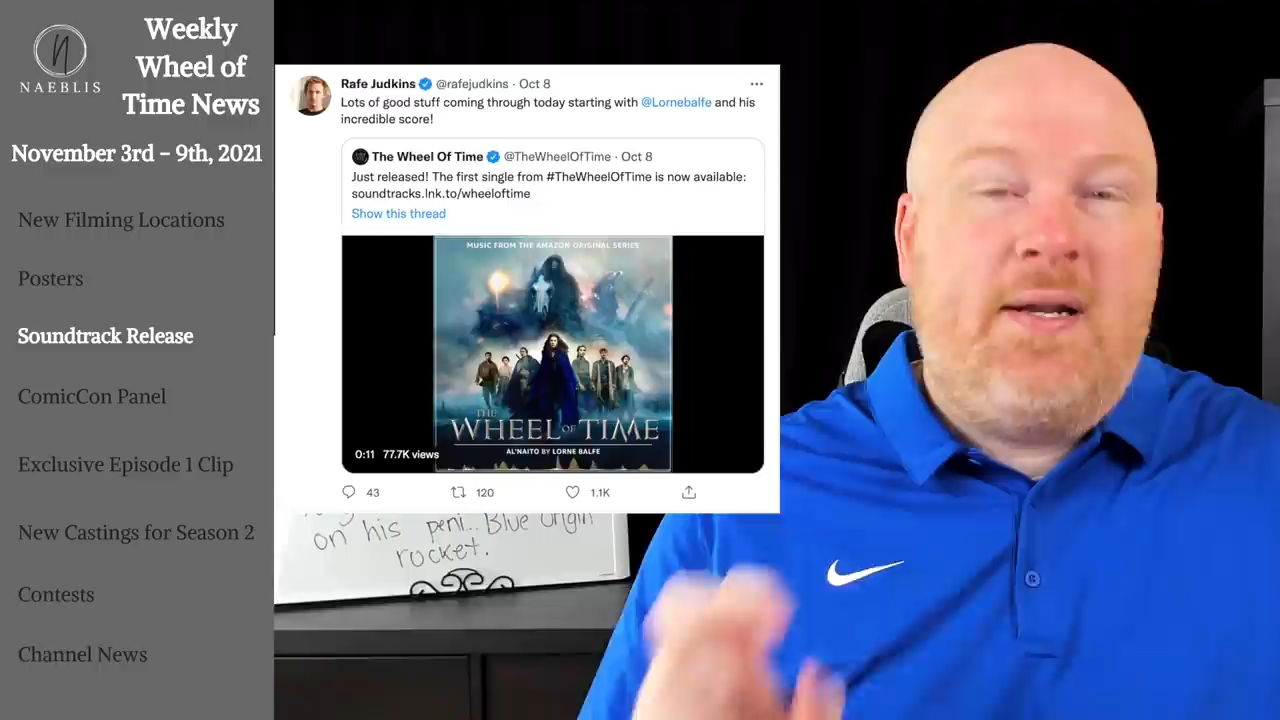 NAEBLIS
Weekly
Wheel of
Time News
November 3rd - 9th, 2021
New Filming Locations
Posters
Soundtrack Release
ComicCon Panel
Exclusive Episode 1 Clip
New Castings for Season 2
Contests
Channel News
Rafe Judkins @rafejudkins · Oct 8
Lots of good stuff coming through today starting with @Lornebalfe and his
incredible score!
The Wheel Of Time @TheWheelOfTime · Oct 8
Just released! The first single from #TheWheelOfTime is now available:
soundtracks.lnk.to/wheeloftime
Show this thread
MUSIC FROM THE AMAZON ORIGINAL SERIES
THE
WHEEL OF TIME
AL'NAITO BY LORNE BALFE
0:11 77.7K views
43 120 1.1K
on his peni... Blue Origin
rocket.